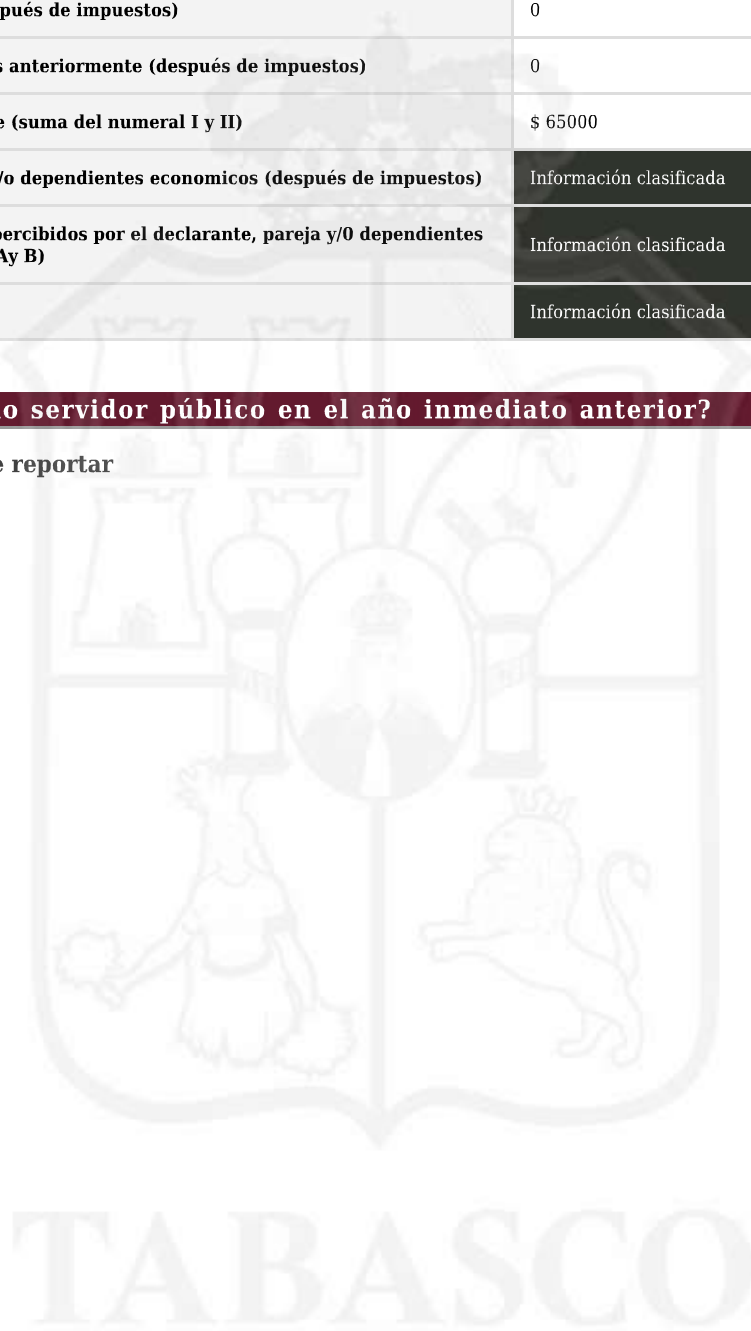 pués de impuestos)
0
s anteriormente (después de impuestos)
0
e (suma del numeral I y II)
$ 65000
/o dependientes economicos (después de impuestos)
Información clasificada
percibidos por el declarante, pareja y/0 dependientes
Ay B)
Información clasificada
Información clasificada
o servidor público en el año inmediato anterior?
e reportar
TABASCO